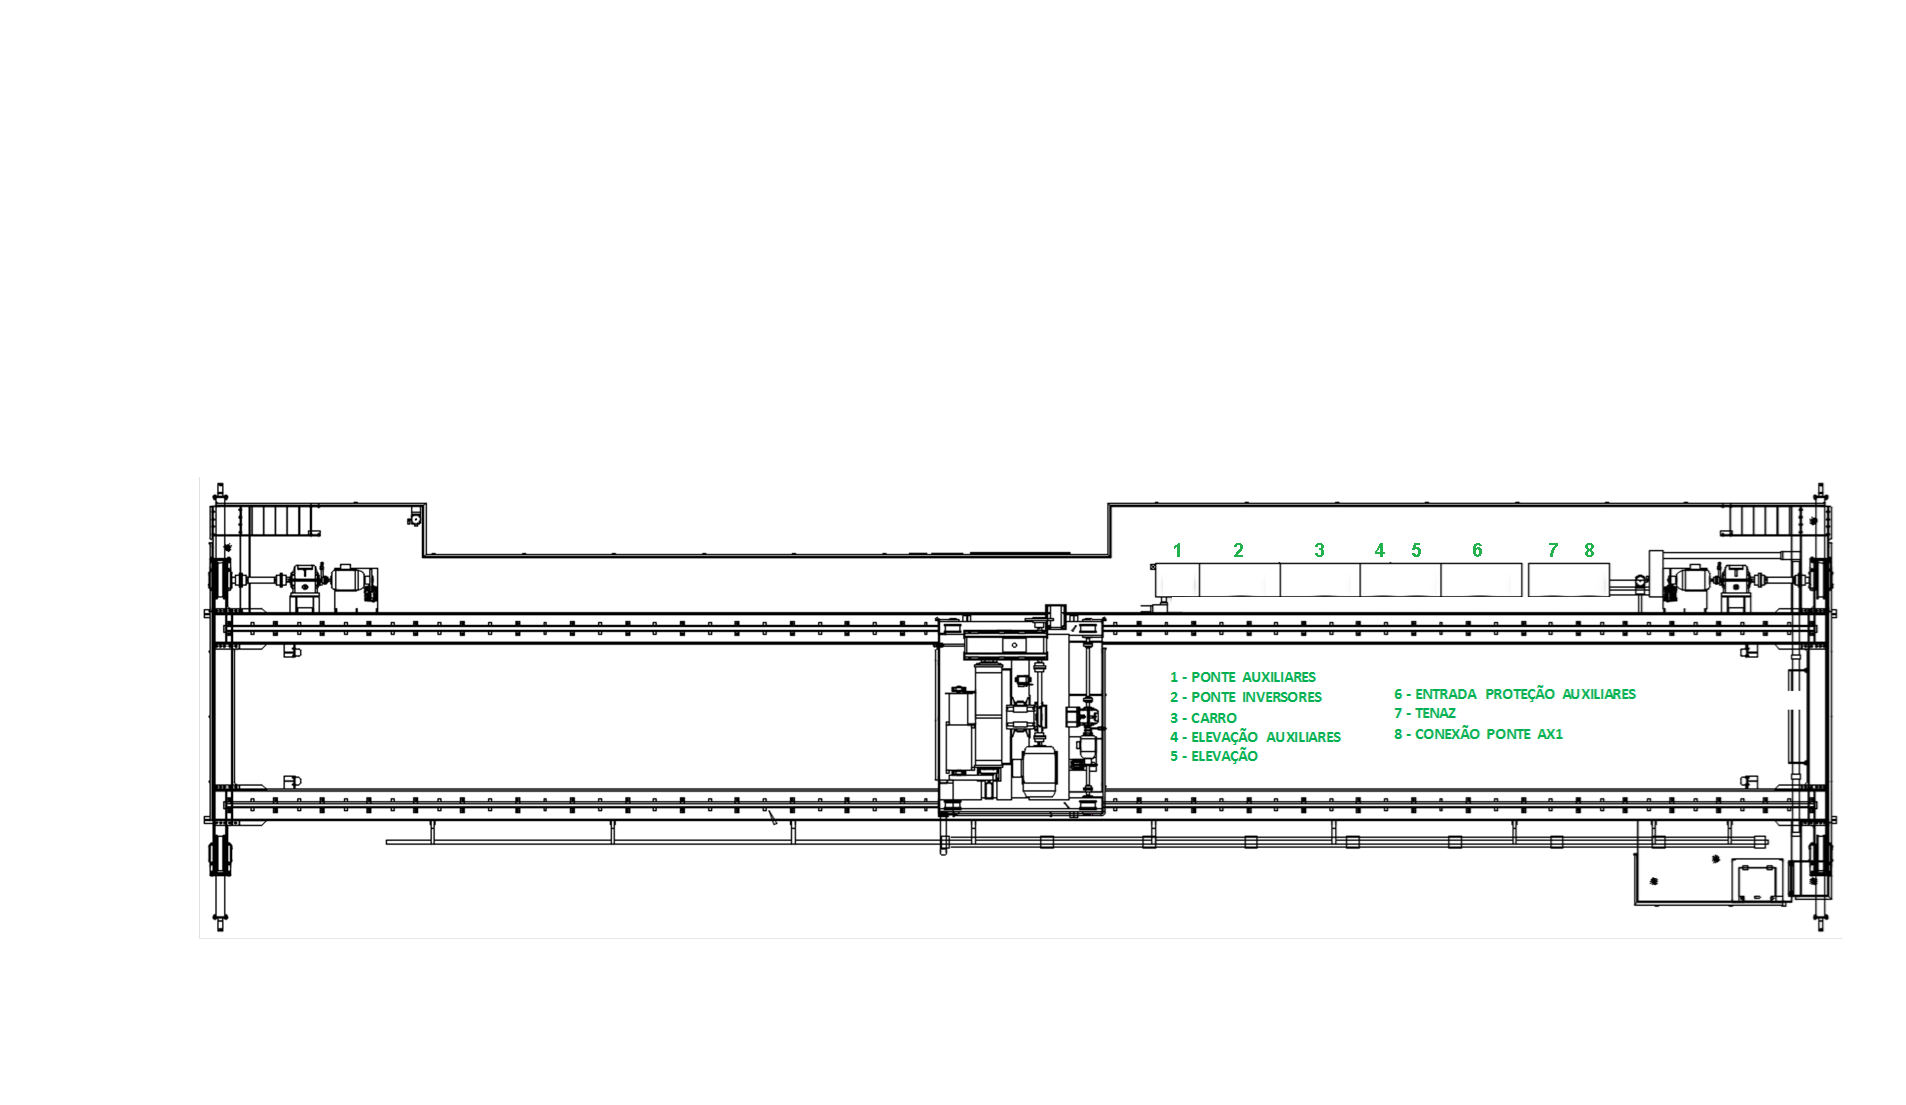 1 2 3 4 5 6 7 8
1 - PONTE AUXILIARES
2 - PONTE INVERSORES
3 - CARRO
4 - ELEVAÇÃO AUXILIARES
5 - ELEVAÇÃO
6 - ENTRADA PROTEÇÃO AUXILIARES
7 - TENAZ
8 - CONEXÃO PONTE AX1